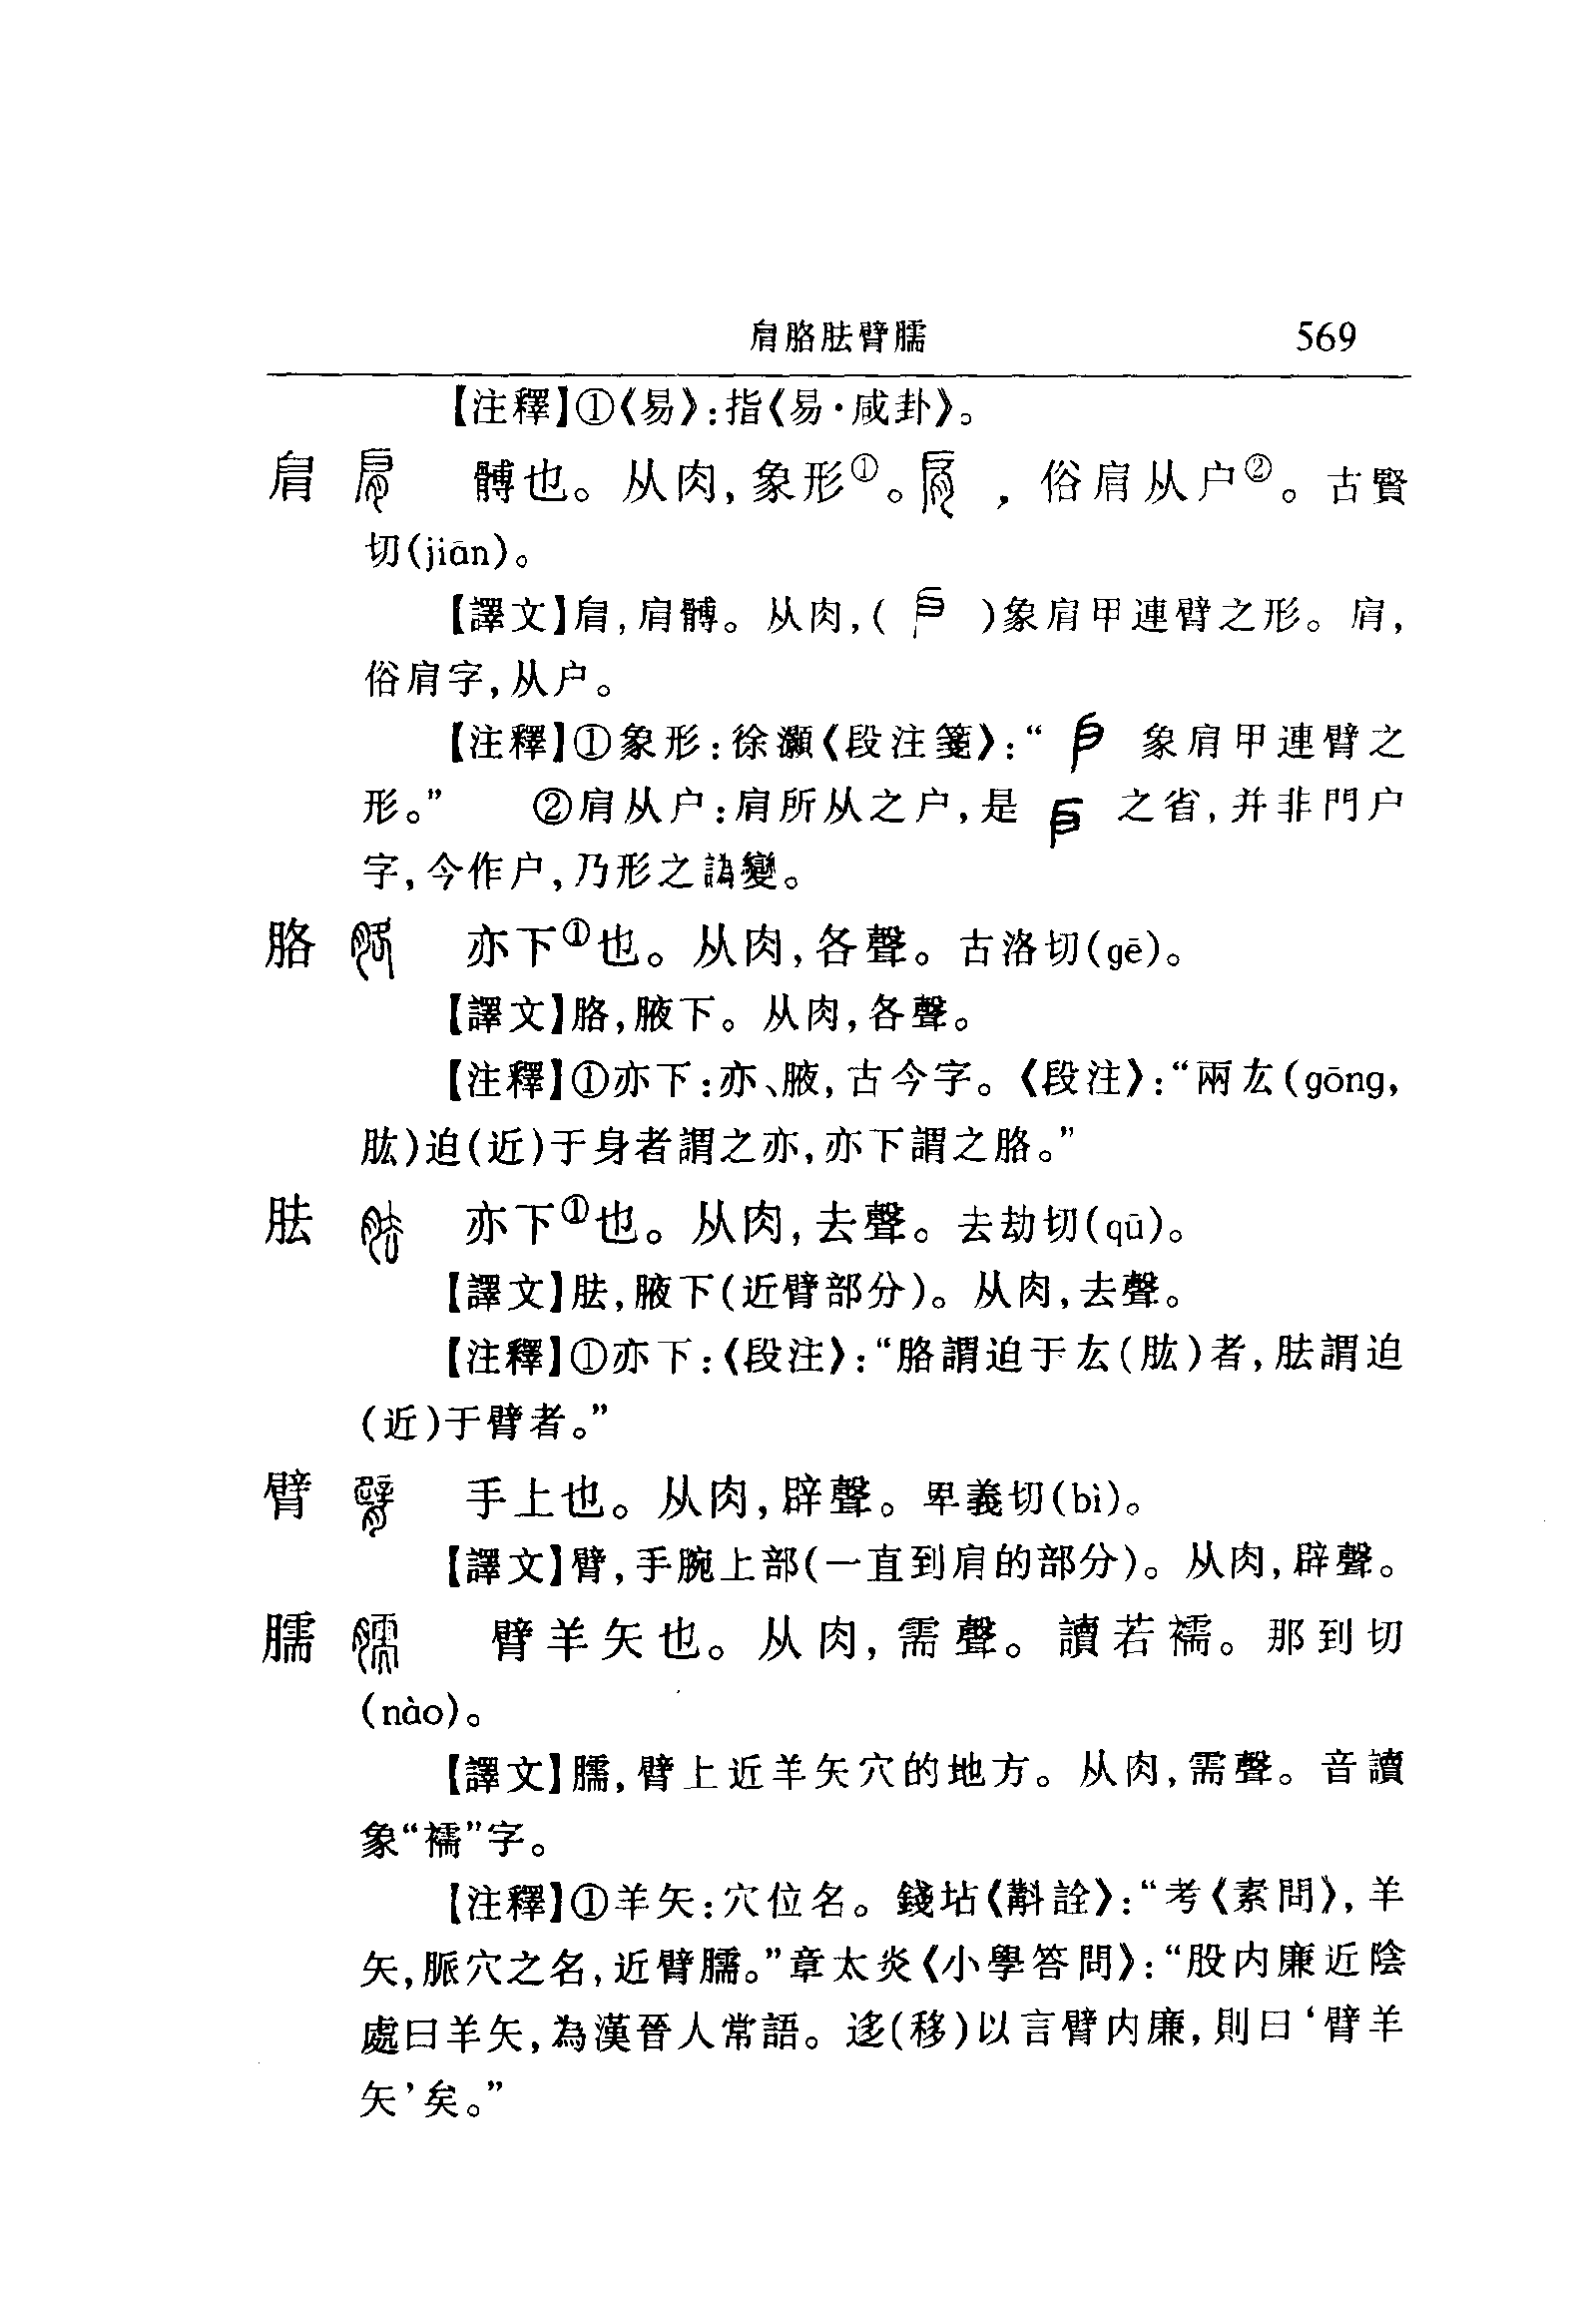 肩胳胠臂臑 569
【注釋】①《易》:指《易·咸卦》。
肩 髆也。从肉,象形①。 ,俗肩从户②。古賢
切(jiān)。
【譯文】肩,肩髆。从肉,( )象肩甲連臂之形。肩,
俗肩字,从户。
【注釋】①象形:徐灝《段注箋》:“ 象肩甲連臂之
形。” ②肩从户:肩所从之户,是 之省,并非門户
字,今作户,乃形之譌變。
胳 亦下①也。从肉,各聲。古洛切(gē)。
【譯文】胳,腋下。从肉,各聲。
【注釋】①亦下:亦、腋,古今字。《段注》:“兩厷(gōng,
肱)迫(近)于身者謂之亦,亦下謂之胳。”
胠 亦下①也。从肉,去聲。去劫切(qū)。
【譯文】胠,腋下(近臂部分)。从肉,去聲。
【注釋】①亦下:《段注》:“胳謂迫于厷(肱)者,胠謂迫
(近)于臂者。”
臂 手上也。从肉,辟聲。卑義切(bì)。
【譯文】臂,手腕上部(一直到肩的部分)。从肉,辟聲。
臑 臂羊矢也。从肉,需聲。讀若襦。那到切
(nào)。
【譯文】臑,臂上近羊矢穴的地方。从肉,需聲。音讀
象“襦”字。
【注釋】①羊矢:穴位名。錢坫《斠詮》:“考《素問》,羊
矢,脈穴之名,近臂臑。”章太炎《小學答問》:“股内廉近陰
處曰羊矢,為漢晉人常語。迻(移)以言臂内廉,則曰‘臂羊
矢’矣。”